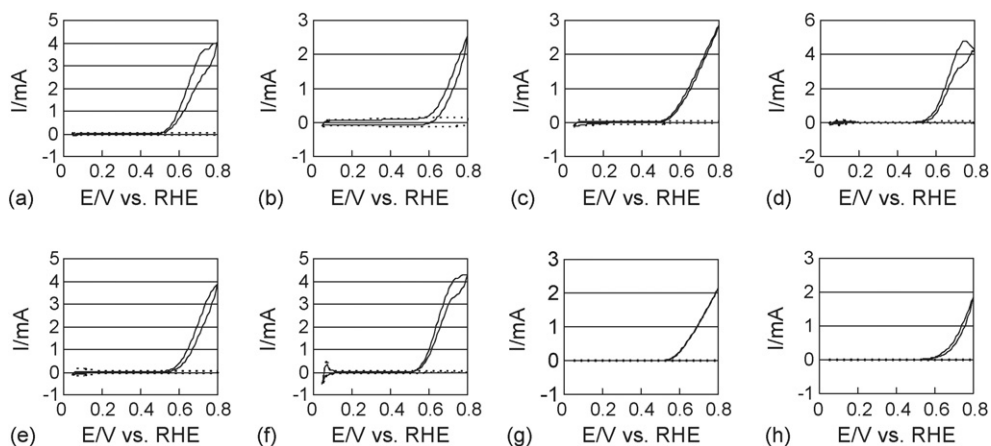 5 3 3 6
4
3 2 2 4
2 1 1 2
1 0 0 0
0
-1 -1 -1 -2
I/mA I/mA I/mA I/mA
0 0.2 0.4 0.6 0.8 0 0.2 0.4 0.6 0.8 0 0.2 0.4 0.6 0.8 0 0.2 0.4 0.6 0.8
(a) E/V vs. RHE (b) E/V vs. RHE (c) E/V vs. RHE (d) E/V vs. RHE
5 5 3 3
4 4
3 3 2 2
2 2 1 1
1 1
0 0 0 0
-1 -1 -1 -1
I/mA I/mA I/mA I/mA
0 0.2 0.4 0.6 0.8 0 0.2 0.4 0.6 0.8 0 0.2 0.4 0.6 0.8 0 0.2 0.4 0.6 0.8
(e) E/V vs. RHE (f) E/V vs. RHE (g) E/V vs. RHE (h) E/V vs. RHE